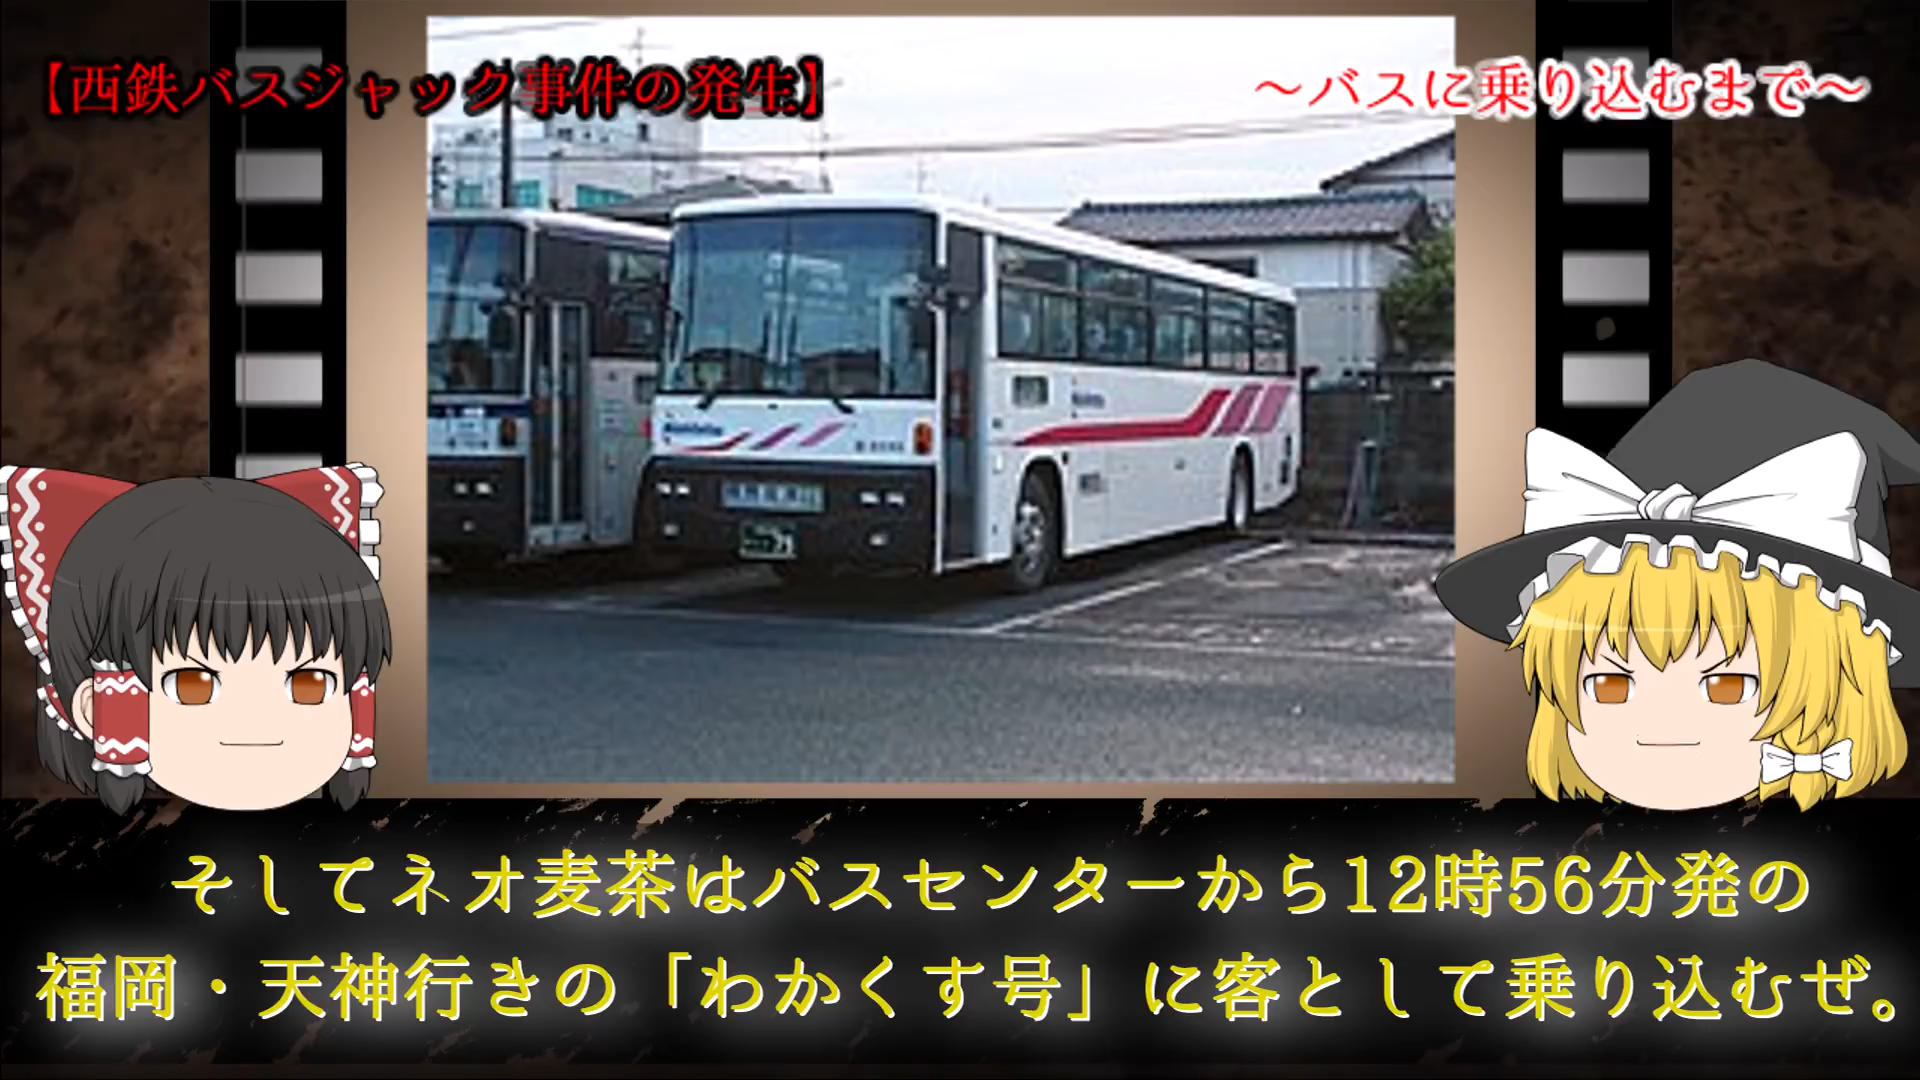 【西鉄バスジャック事件の発生】
～バスに乗り込むまで～
そしてネオ麦茶はバスセンターから12時56分発の
福岡・天神行きの「わかくす号」に客として乗り込むぜ。